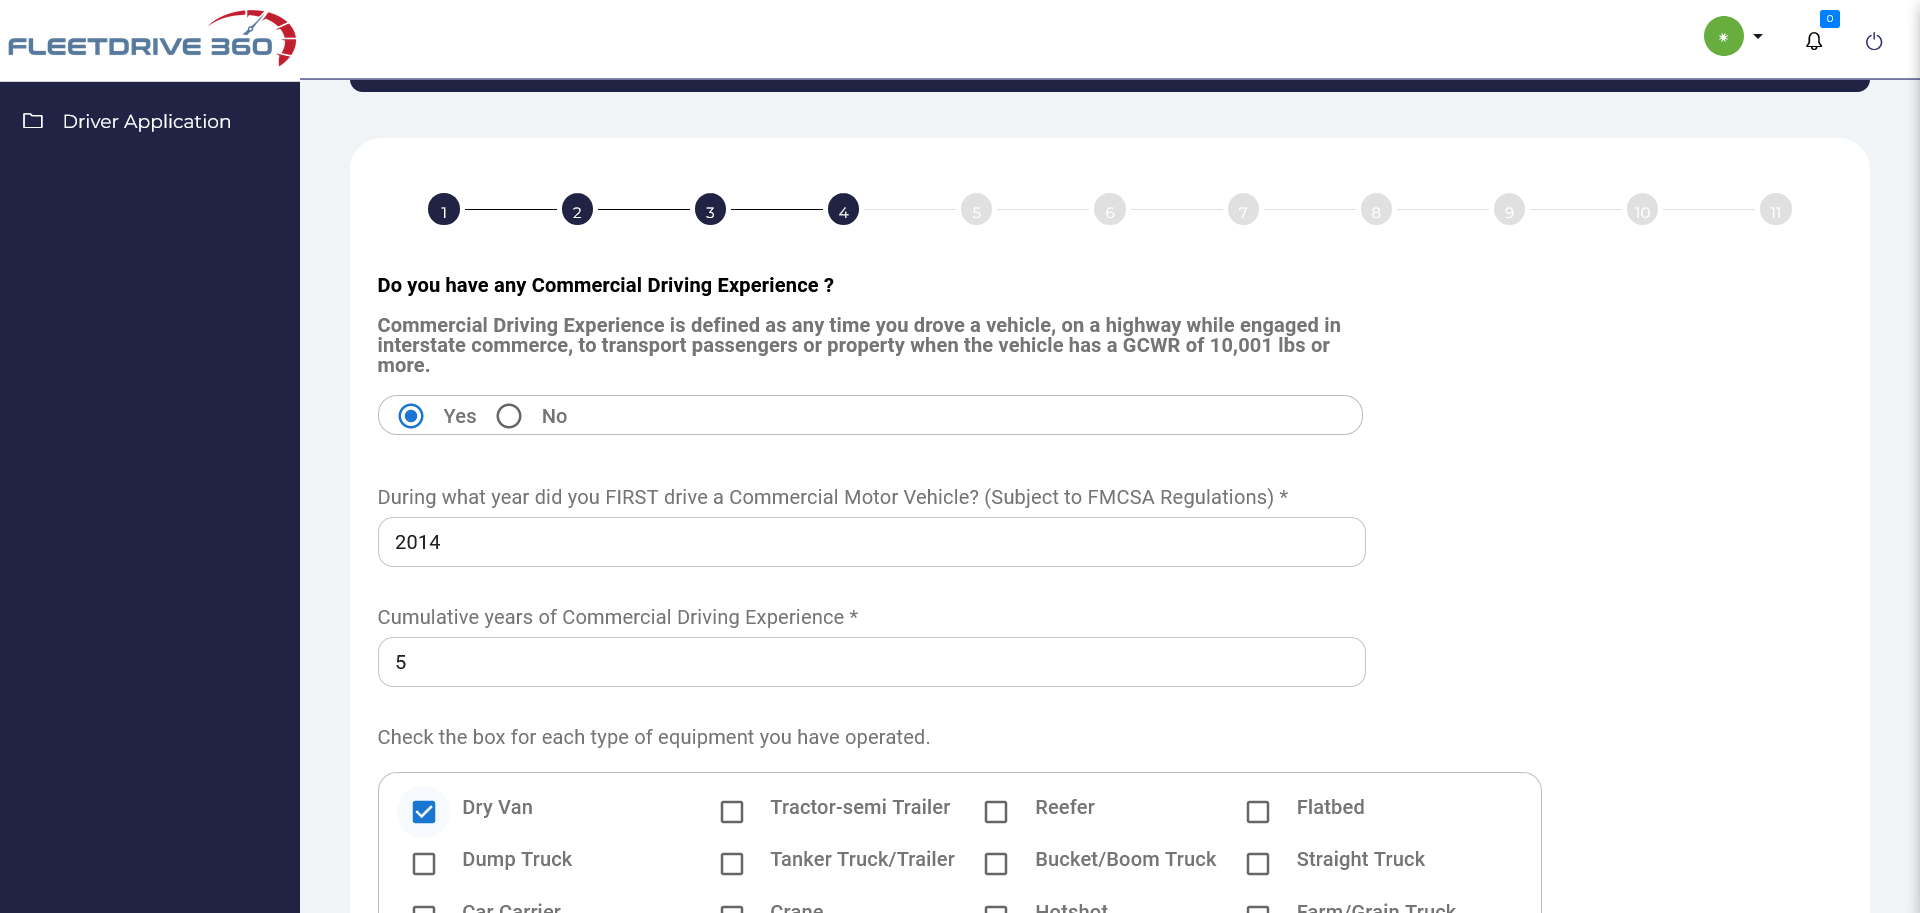 FLEETDRIVE 360
0
Driver Application
1 2 3 4 5 6 7 8 9 10 11
Do you have any Commercial Driving Experience ?
Commercial Driving Experience is defined as any time you drove a vehicle, on a highway while engaged in
interstate commerce, to transport passengers or property when the vehicle has a GCWR of 10,001 lbs or
more.
Yes No
During what year did you FIRST drive a Commercial Motor Vehicle? (Subject to FMCSA Regulations) *
2014
Cumulative years of Commercial Driving Experience *
5
Check the box for each type of equipment you have operated.
Dry Van Tractor-semi Trailer Reefer Flatbed
Dump Truck Tanker Truck/Trailer Bucket/Boom Truck Straight Truck
Car Carrier Crane Hotshot Farm/Grain Truck